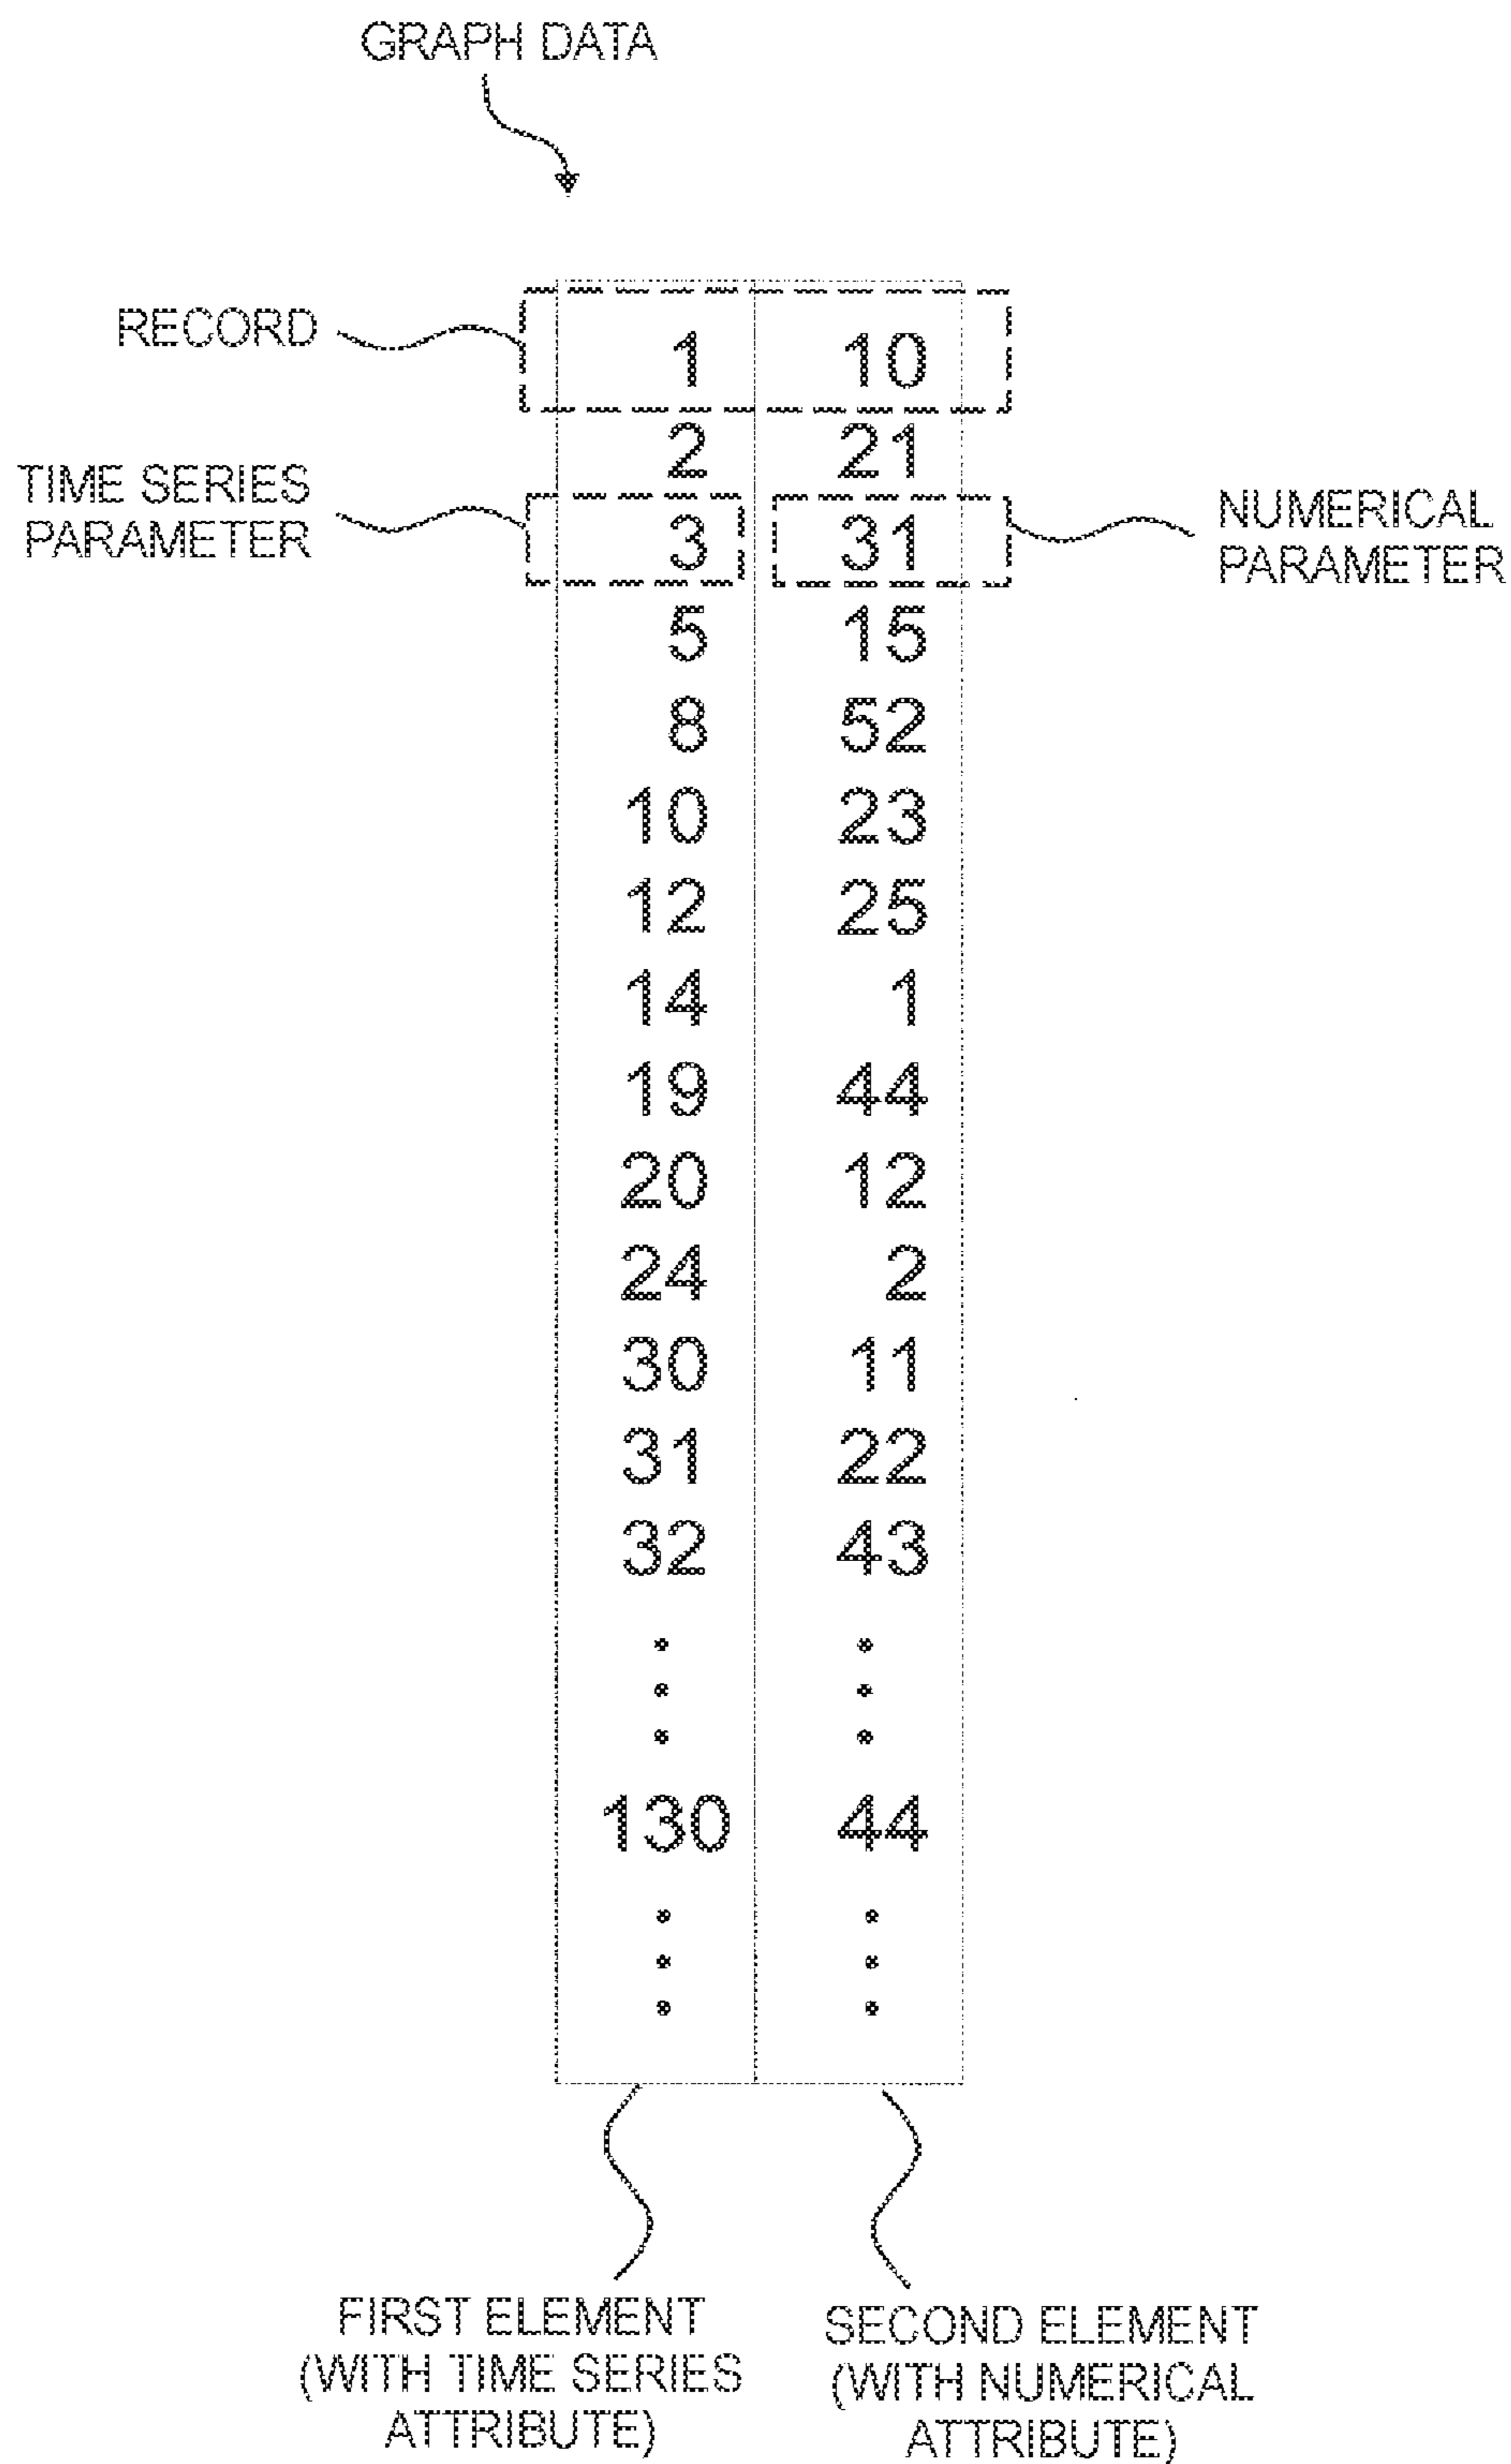 GRAPH DATA
RECORD
1 10
2 21
TIME SERIES
PARAMETER
3 31
NUMERICAL
PARAMETER
5 15
8 52
10 23
12 25
14 1
19 44
20 12
24 2
30 11
31 22
32 43
130 44
FIRST ELEMENT
(WITH TIME SERIES
ATTRIBUTE)
SECOND ELEMENT
(WITH NUMERICAL
ATTRIBUTE)